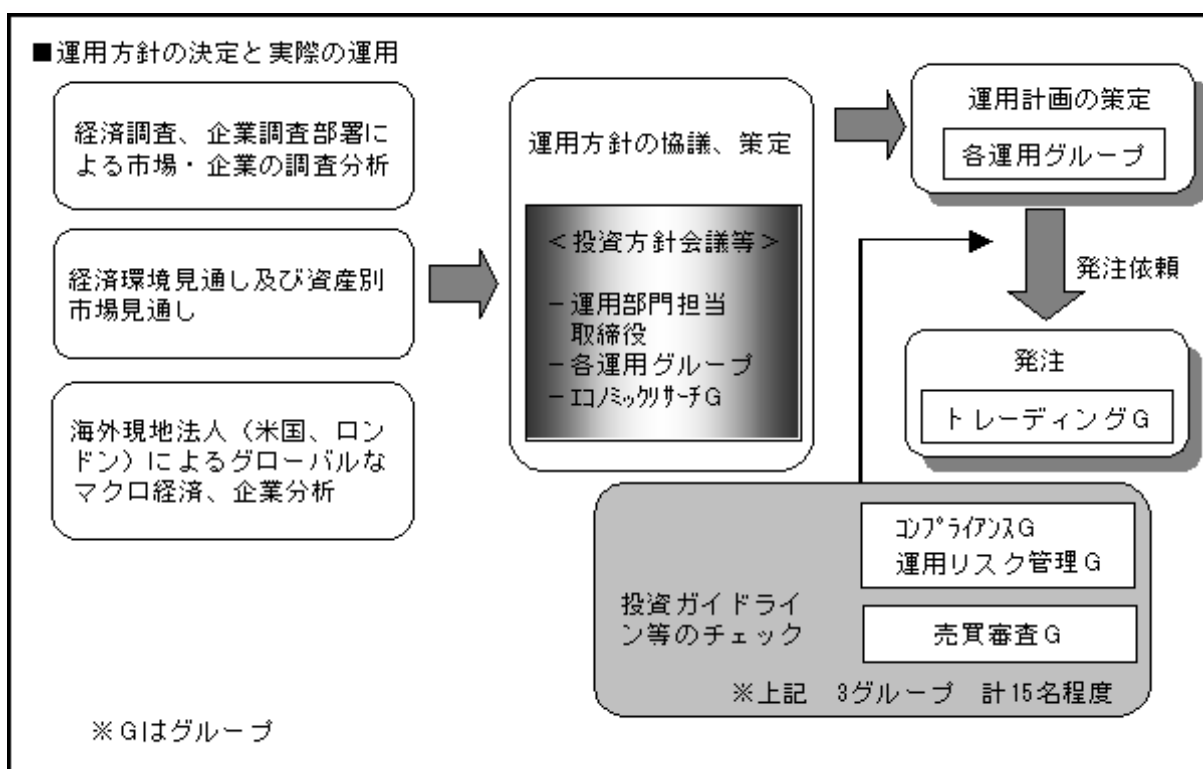 ■運用方針の決定と実際の運用
経済調査、企業調査部署に
よる市場・企業の調査分析
経済環境見通し及び資産別
市場見通し
海外現地法人（米国、ロン
ドン）によるグローバルな
マクロ経済、企業分析
運用方針の協議、策定
＜投資方針会議等＞
－運用部門担当
取締役
－各運用グループ
－ｴｺﾉﾐｯｸﾘｻｰﾁＧ
運用計画の策定
各運用グループ
発注依頼
発注
トレーディングＧ
ｺﾝﾌﾟﾗｲｱﾝｽＧ
運用リスク管理Ｇ
投資ガイドライ
ン等のチェック
売買審査Ｇ
※上記　3グループ　計15名程度
※Ｇはグループ